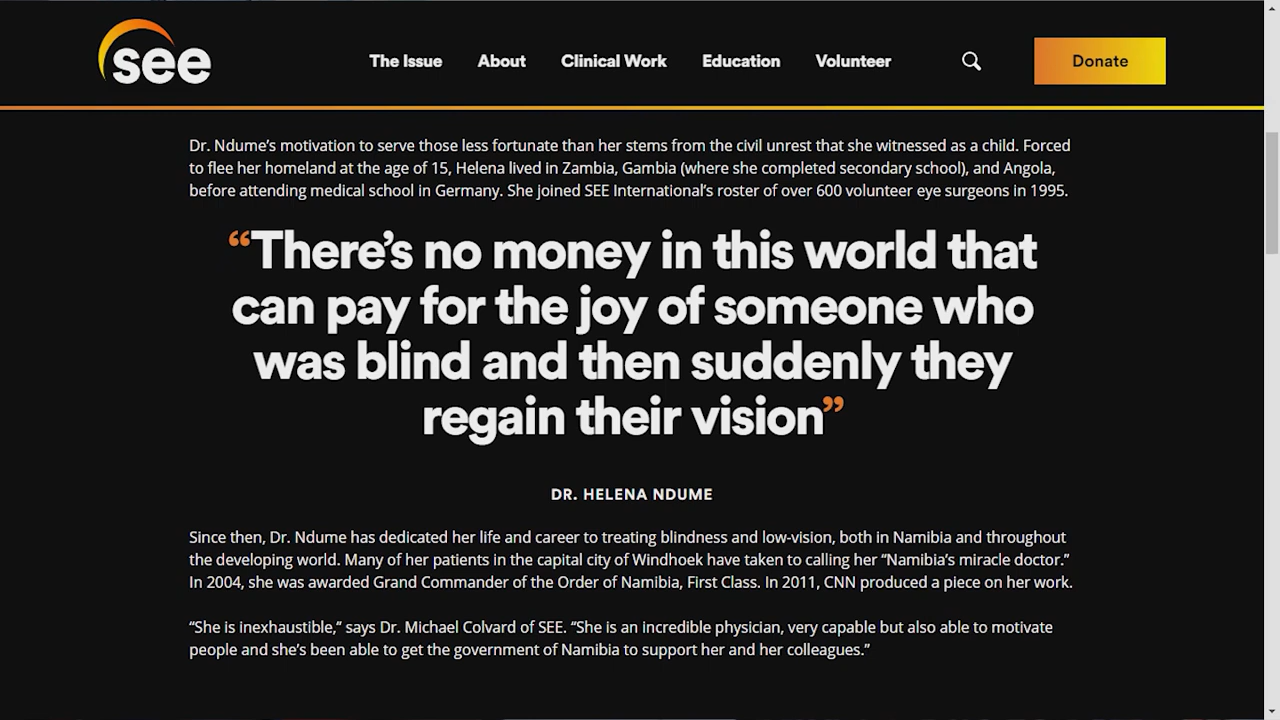 see
The Issue About Clinical Work Education Volunteer Donate
Dr. Ndume’s motivation to serve those less fortunate than her stems from the civil unrest that she witnessed as a child. Forced
to flee her homeland at the age of 15, Helena lived in Zambia, Gambia (where she completed secondary school), and Angola,
before attending medical school in Germany. She joined SEE International’s roster of over 600 volunteer eye surgeons in 1995.
“There’s no money in this world that
can pay for the joy of someone who
was blind and then suddenly they
regain their vision”
DR. HELENA NDUME
Since then, Dr. Ndume has dedicated her life and career to treating blindness and low-vision, both in Namibia and throughout
the developing world. Many of her patients in the capital city of Windhoek have taken to calling her “Namibia’s miracle doctor.”
In 2004, she was awarded Grand Commander of the Order of Namibia, First Class. In 2011, CNN produced a piece on her work.
“She is inexhaustible,” says Dr. Michael Colvard of SEE. “She is an incredible physician, very capable but also able to motivate
people and she’s been able to get the government of Namibia to support her and her colleagues.”